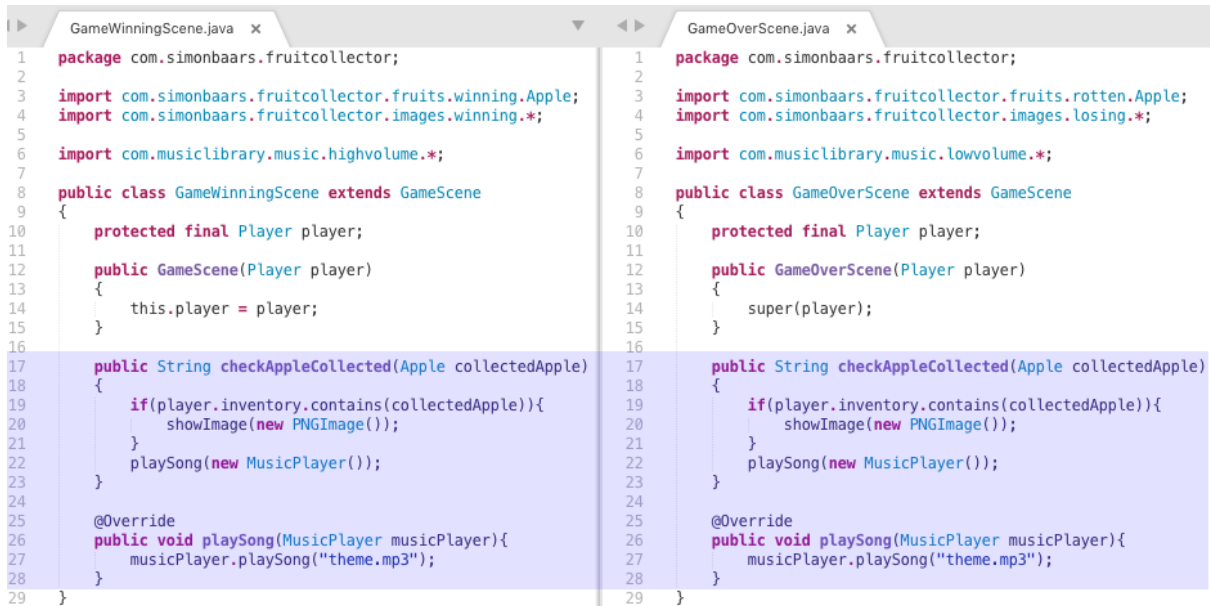 GameWinningScene.java ×
1 package com.simonbaars.fruitcollector;
2
3 import com.simonbaars.fruitcollector.fruits.winning.Apple;
4 import com.simonbaars.fruitcollector.images.winning.*;
5
6 import com.musiclibrary.music.highvolume.*;
7
8 public class GameWinningScene extends GameScene
9 {
10     protected final Player player;
11
12     public GameScene(Player player)
13     {
14         this.player = player;
15     }
16
17     public String checkAppleCollected(Apple collectedApple)
18     {
19         if(player.inventory.contains(collectedApple)){
20             showImage(new PNGImage());
21         }
22         playSong(new MusicPlayer());
23     }
24
25     @Override
26     public void playSong(MusicPlayer musicPlayer){
27         musicPlayer.playSong("theme.mp3");
28     }
29 }
GameOverScene.java ×
1 package com.simonbaars.fruitcollector;
2
3 import com.simonbaars.fruitcollector.fruits.rotten.Apple;
4 import com.simonbaars.fruitcollector.images.losing.*;
5
6 import com.musiclibrary.music.lowvolume.*;
7
8 public class GameOverScene extends GameScene
9 {
10     protected final Player player;
11
12     public GameOverScene(Player player)
13     {
14         super(player);
15     }
16
17     public String checkAppleCollected(Apple collectedApple)
18     {
19         if(player.inventory.contains(collectedApple)){
20             showImage(new PNGImage());
21         }
22         playSong(new MusicPlayer());
23     }
24
25     @Override
26     public void playSong(MusicPlayer musicPlayer){
27         musicPlayer.playSong("theme.mp3");
28     }
29 }